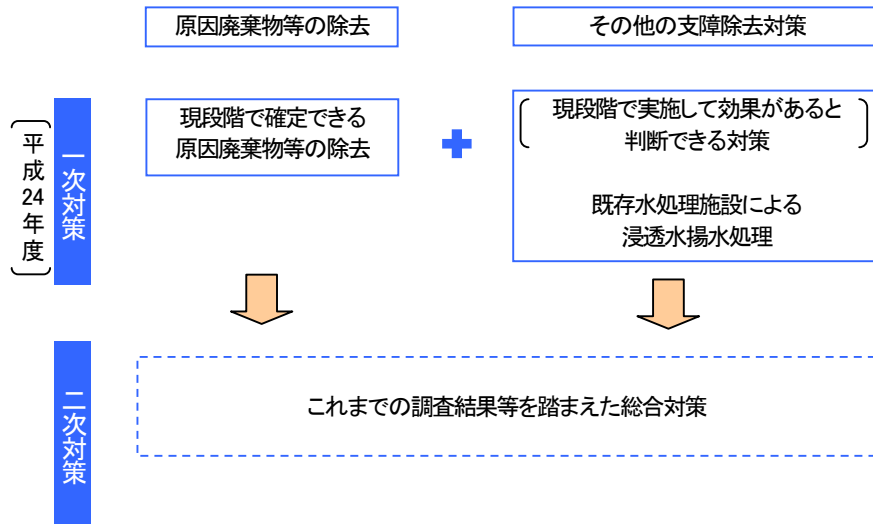 原因廃棄物等の除去
その他の支障除去対策
平成24年度
一次対策
現段階で確定できる
原因廃棄物等の除去
現段階で実施して効果があると
判断できる対策
既存水処理施設による
浸透水揚水処理
二次対策
これまでの調査結果等を踏まえた総合対策